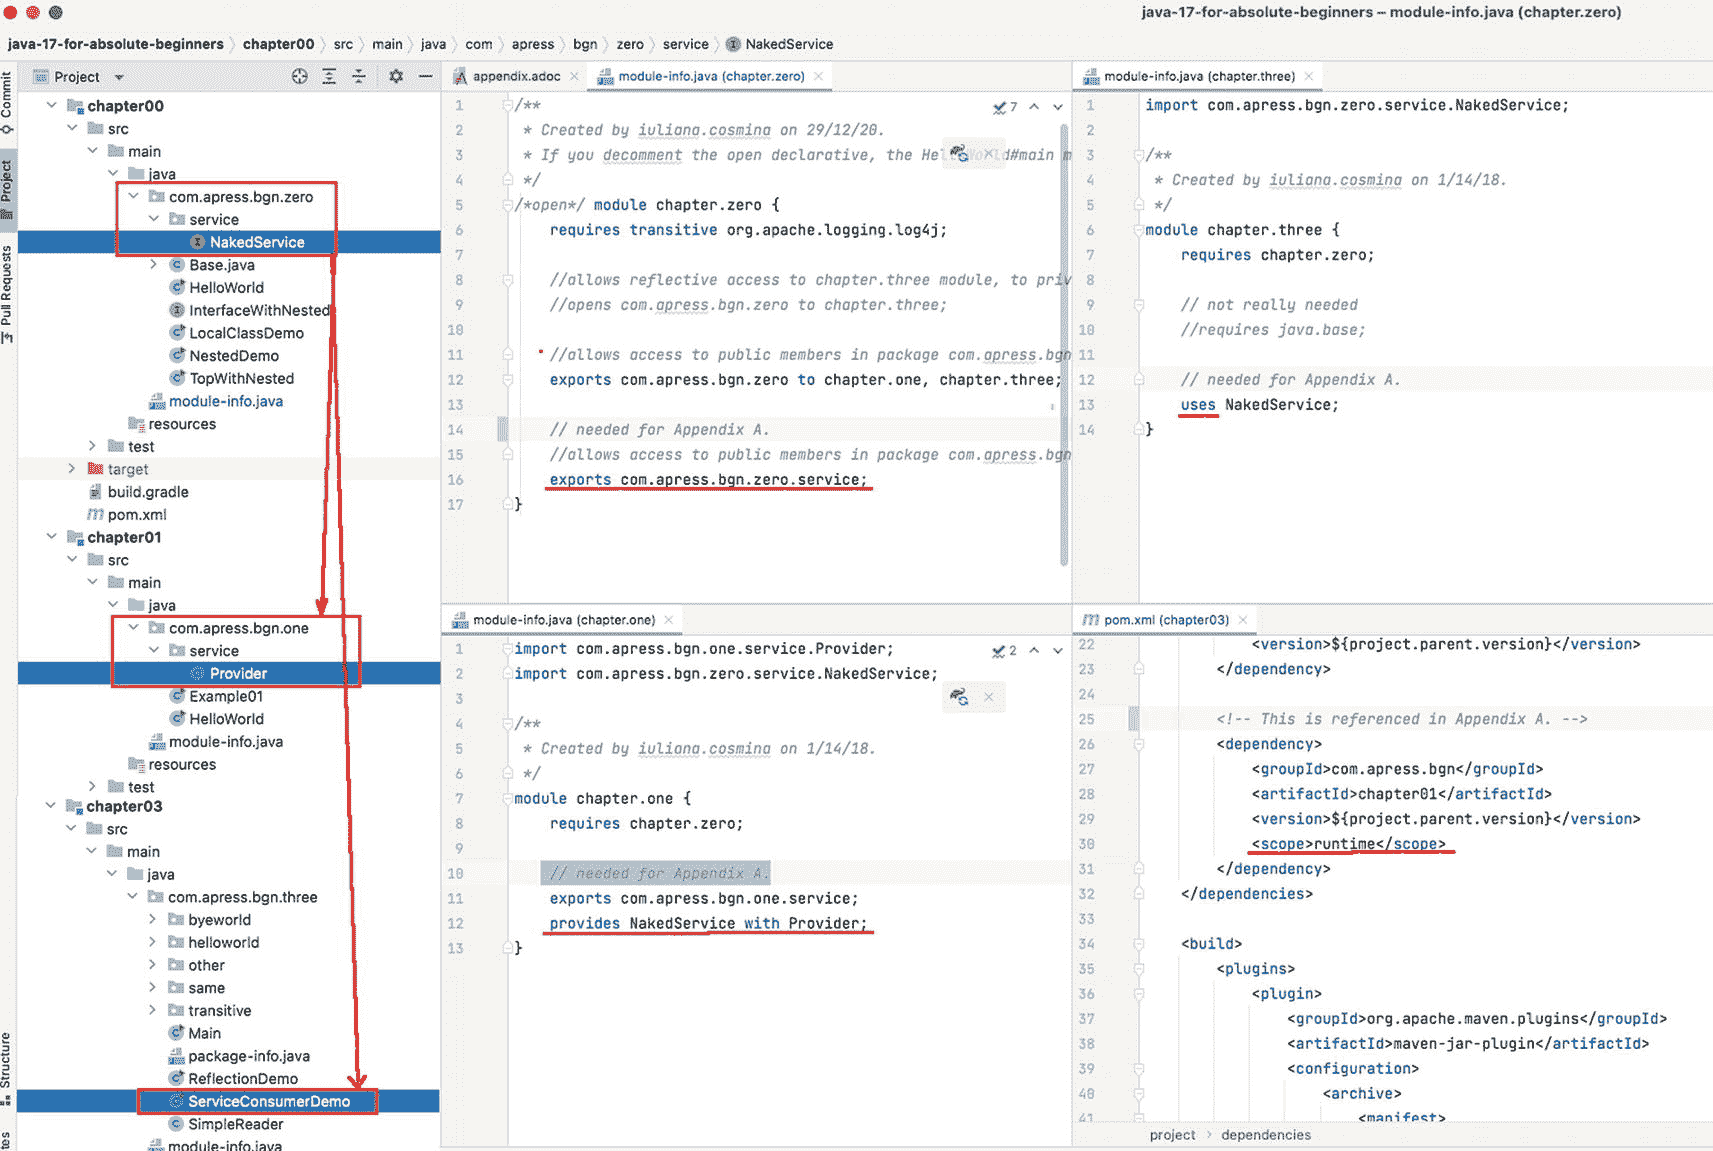 java-17-for-absolute-beginners – module-info.java (chapter.zero)
java-17-for-absolute-beginners chapter00 src main java com apress bgn zero service NakedService
Commit
Project
Pull Requests
Structure
Project
chapter00
src
main
java
com.apress.bgn.zero
service
NakedService
Base.java
HelloWorld
InterfaceWithNested
LocalClassDemo
NestedDemo
TopWithNested
module-info.java
resources
test
target
build.gradle
pom.xml
chapter01
src
main
java
com.apress.bgn.one
service
Provider
Example01
HelloWorld
module-info.java
resources
test
chapter03
src
main
java
com.apress.bgn.three
byeworld
helloworld
other
same
transitive
Main
package-info.java
ReflectionDemo
ServiceConsumerDemo
SimpleReader
module-info.java
appendix.adoc module-info.java (chapter.zero)
7
1 /**
2 * Created by iuliana.cosmina on 29/12/20.
3 * If you decomment the open declarative, the HelloWorld#main m
4 */
5 /*open*/ module chapter.zero {
6 requires transitive org.apache.logging.log4j;
7
8 //allows reflective access to chapter.three module, to priv
9 //opens com.apress.bgn.zero to chapter.three;
10
11 //allows access to public members in package com.apress.bgn
12 exports com.apress.bgn.zero to chapter.one, chapter.three;
13
14 // needed for Appendix A.
15 //allows access to public members in package com.apress.bgn
16 exports com.apress.bgn.zero.service;
17 }
module-info.java (chapter.three)
1 import com.apress.bgn.zero.service.NakedService;
2
3 /**
4 * Created by iuliana.cosmina on 1/14/18.
5 */
6 module chapter.three {
7 requires chapter.zero;
8
9 // not really needed
10 //requires java.base;
11
12 // needed for Appendix A.
13 uses NakedService;
14 }
module-info.java (chapter.one)
2
1 import com.apress.bgn.one.service.Provider;
2 import com.apress.bgn.zero.service.NakedService;
3
4 /**
5 * Created by iuliana.cosmina on 1/14/18.
6 */
7 module chapter.one {
8 requires chapter.zero;
9
10 // needed for Appendix A.
11 exports com.apress.bgn.one.service;
12 provides NakedService with Provider;
13 }
pom.xml (chapter03)
22 <version>${project.parent.version}</version>
23 </dependency>
24
25 <!-- This is referenced in Appendix A. -->
26 <dependency>
27 <groupId>com.apress.bgn</groupId>
28 <artifactId>chapter01</artifactId>
29 <version>${project.parent.version}</version>
30 <scope>runtime</scope>
31 </dependency>
32 </dependencies>
33
34 <build>
35 <plugins>
36 <plugin>
37 <groupId>org.apache.maven.plugins</groupId>
38 <artifactId>maven-jar-plugin</artifactId>
39 <configuration>
40 <archive>
41 <manifest>
project dependencies